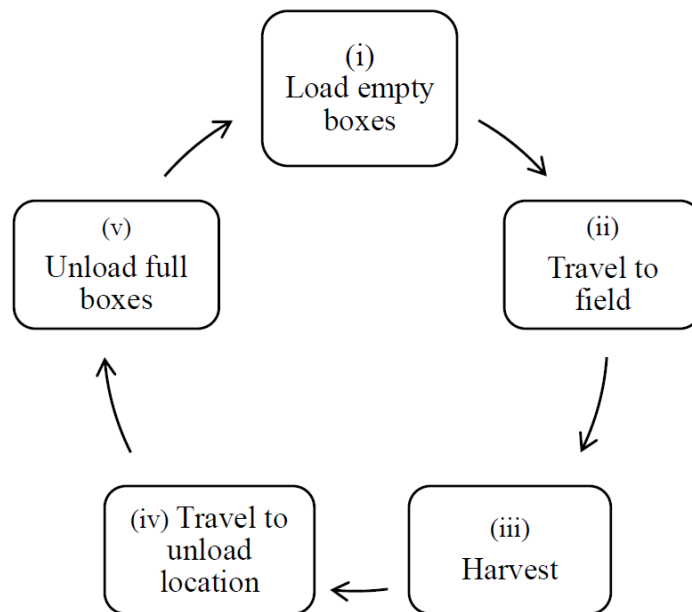 (i)
Load empty
boxes
(ii)
Travel to
field
(iii)
Harvest
(iv) Travel to
unload
location
(v)
Unload full
boxes